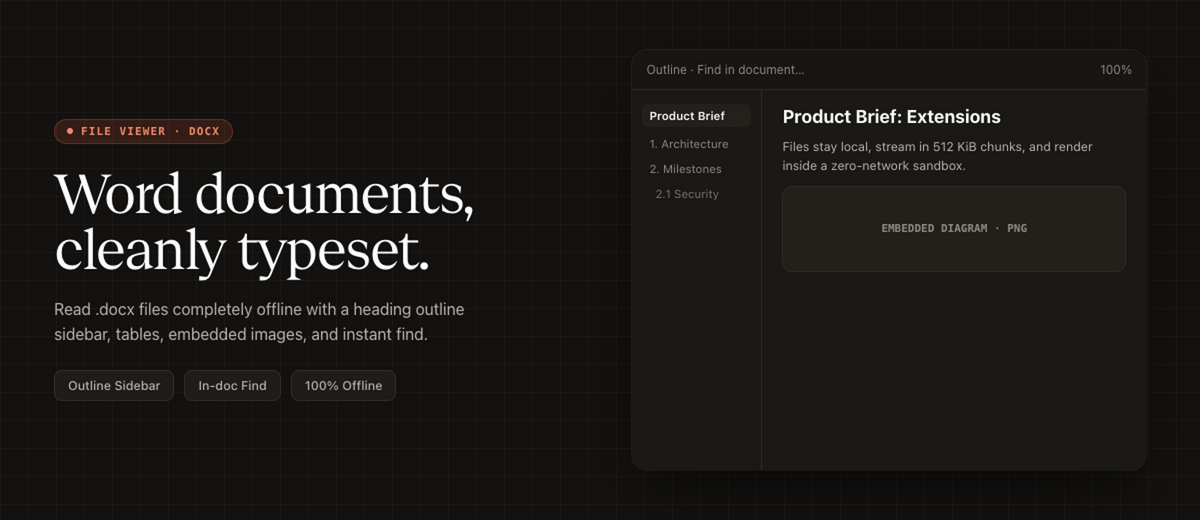 FILE VIEWER · DOCX
Word documents,
cleanly typeset.
Read .docx files completely offline with a heading outline
sidebar, tables, embedded images, and instant find.
Outline Sidebar
In-doc Find
100% Offline
Outline · Find in document...
100%
Product Brief
1. Architecture
2. Milestones
2.1 Security
Product Brief: Extensions
Files stay local, stream in 512 KiB chunks, and render
inside a zero-network sandbox.
EMBEDDED DIAGRAM · PNG